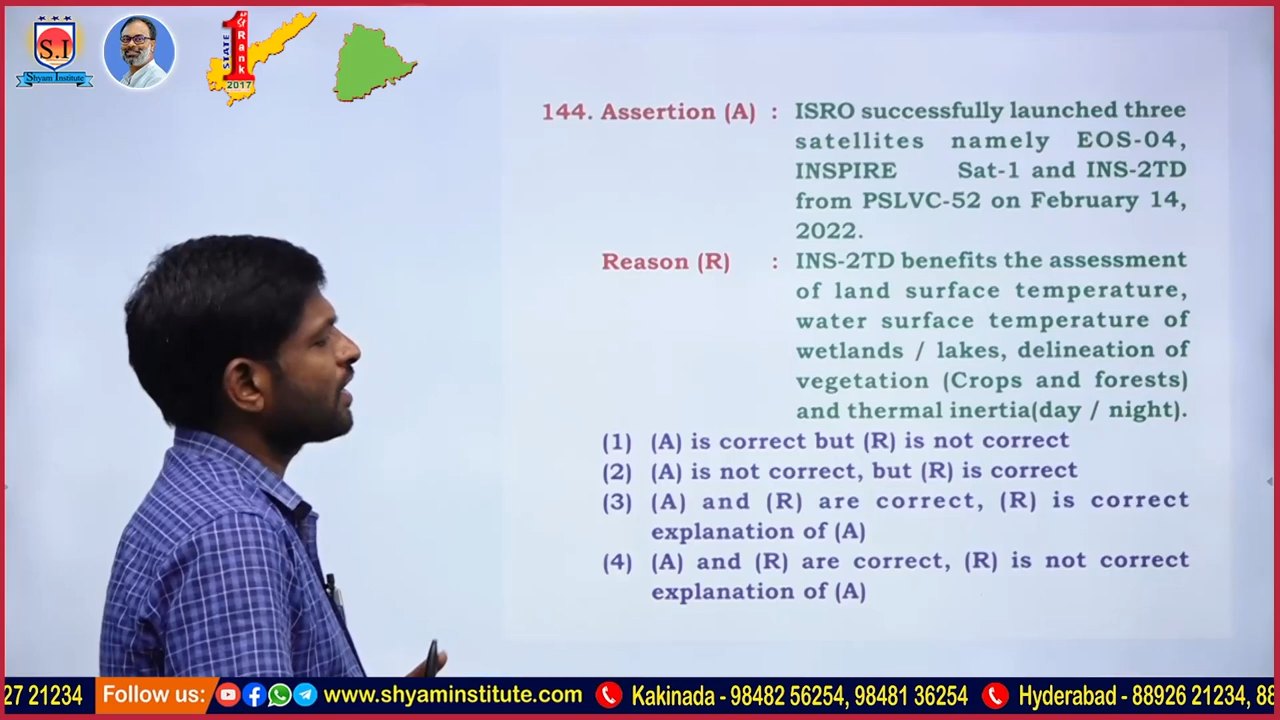 S.I
Shyam Institute
STATE
1
Rank
2017
144. Assertion (A) : ISRO successfully launched three
satellites namely EOS-04,
INSPIRE Sat-1 and INS-2TD
from PSLVC-52 on February 14,
2022.
Reason (R) : INS-2TD benefits the assessment
of land surface temperature,
water surface temperature of
wetlands / lakes, delineation of
vegetation (Crops and forests)
and thermal inertia(day / night).
(1) (A) is correct but (R) is not correct
(2) (A) is not correct, but (R) is correct
(3) (A) and (R) are correct, (R) is correct
explanation of (A)
(4) (A) and (R) are correct, (R) is not correct
explanation of (A)
27 21234 Follow us: www.shyaminstitute.com Kakinada - 98482 56254, 98481 36254 Hyderabad - 88926 21234, 88